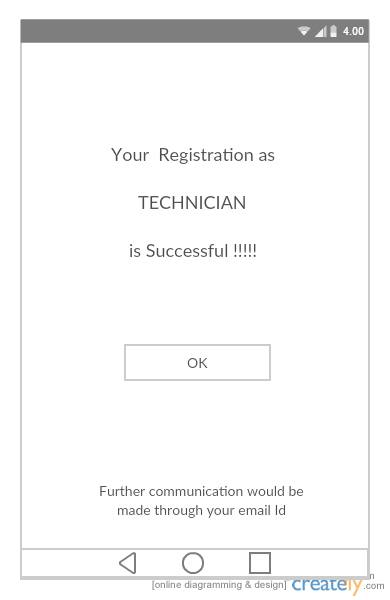 4.00
Your Registration as
TECHNICIAN
is Successful !!!!!
OK
Further communication would be
made through your email Id
[online diagramming & design] creately.com